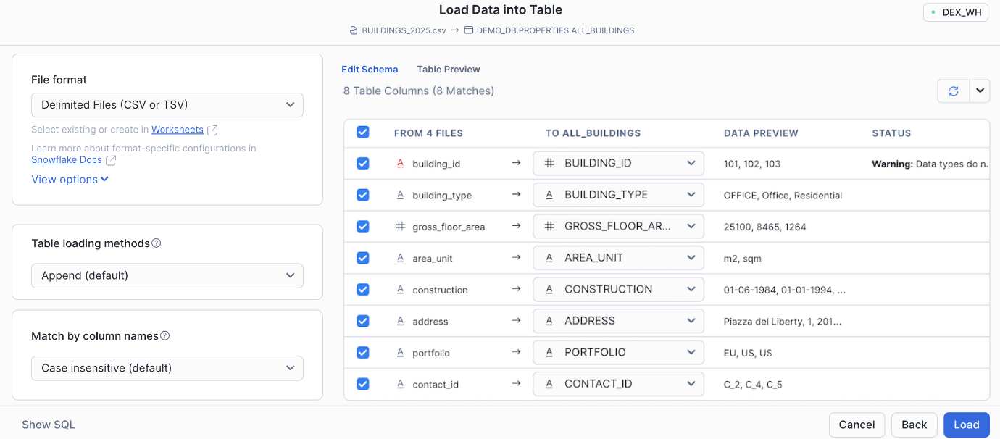 Load Data into Table
DEX_WH
BUILDINGS_2025.csv → DEMO_DB.PROPERTIES.ALL_BUILDINGS
File format
Delimited Files (CSV or TSV)
Select existing or create in Worksheets
Learn more about format-specific configurations in
Snowflake Docs
View options
Table loading methods
Append (default)
Match by column names
Case insensitive (default)
Edit Schema Table Preview
8 Table Columns (8 Matches)
FROM 4 FILES TO ALL_BUILDINGS DATA PREVIEW STATUS
A building_id → # BUILDING_ID 101, 102, 103 Warning: Data types do n.
A building_type → A BUILDING_TYPE OFFICE, Office, Residential
# gross_floor_area → # GROSS_FLOOR_AR... 25100, 8465, 1264
A area_unit → A AREA_UNIT m2, sqm
A construction → A CONSTRUCTION 01-06-1984, 01-01-1994, ...
A address → A ADDRESS Piazza del Liberty, 1, 201...
A portfolio → A PORTFOLIO EU, US, US
A contact_id → A CONTACT_ID C_2, C_4, C_5
Show SQL
Cancel Back Load